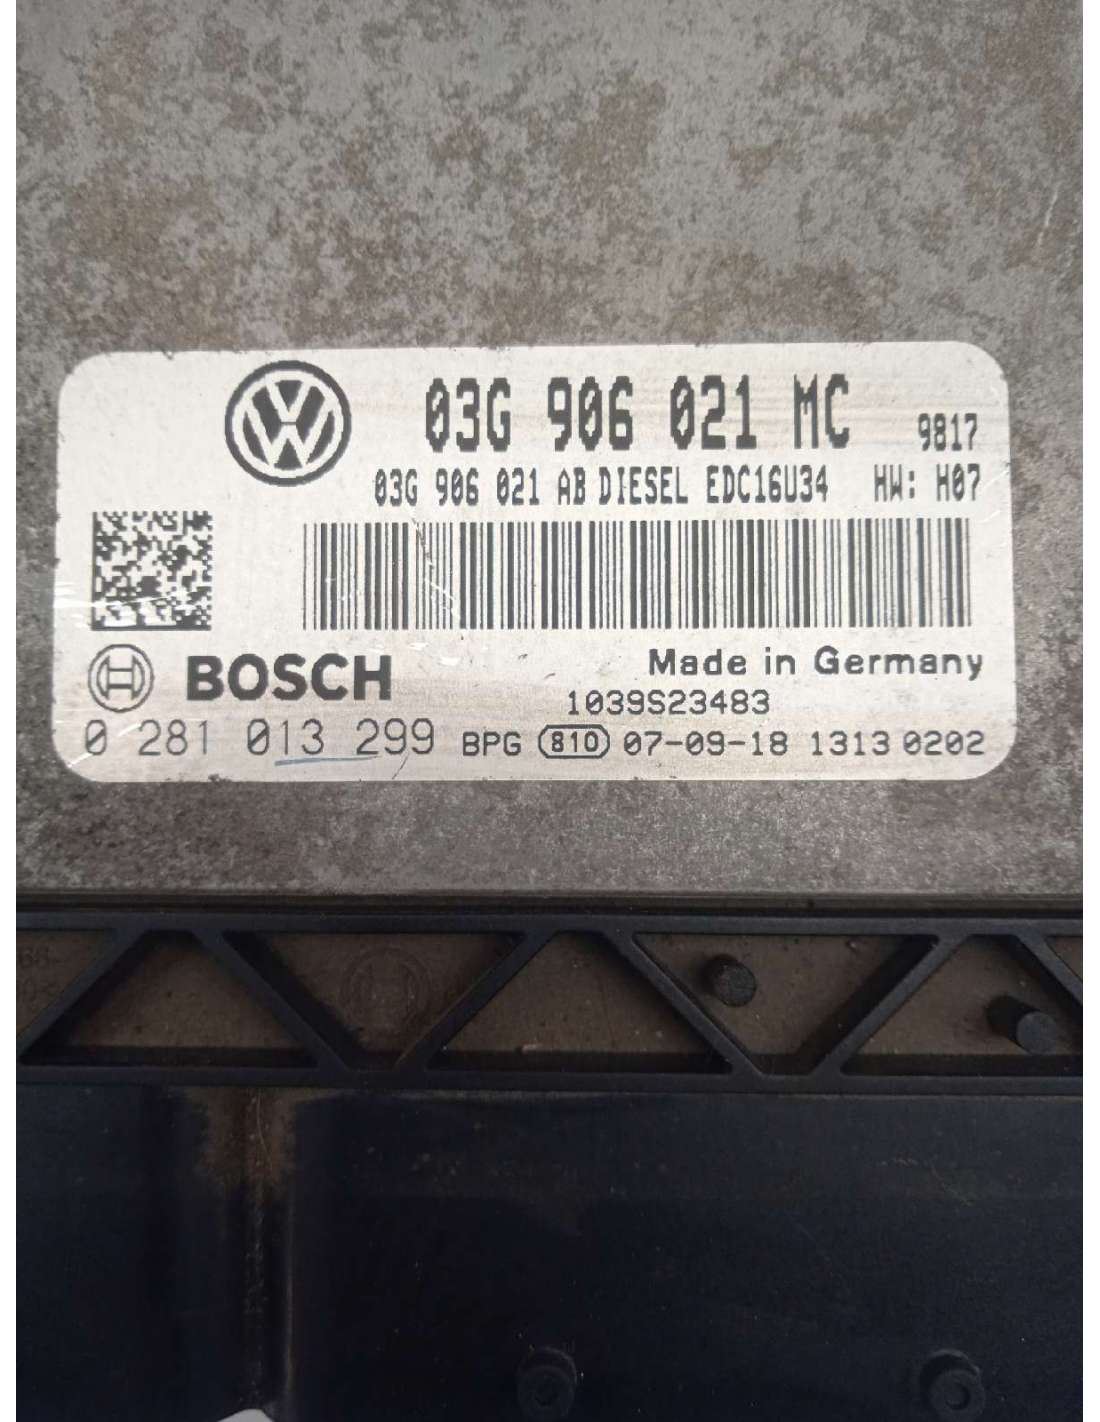 03G 906 021 MC 9817
03G 906 021 AB DIESEL EDC16U34 HW: H07
BOSCH
Made in Germany
1039S23483
0 281 013 299 BPG 810 07-09-18 1313 0202